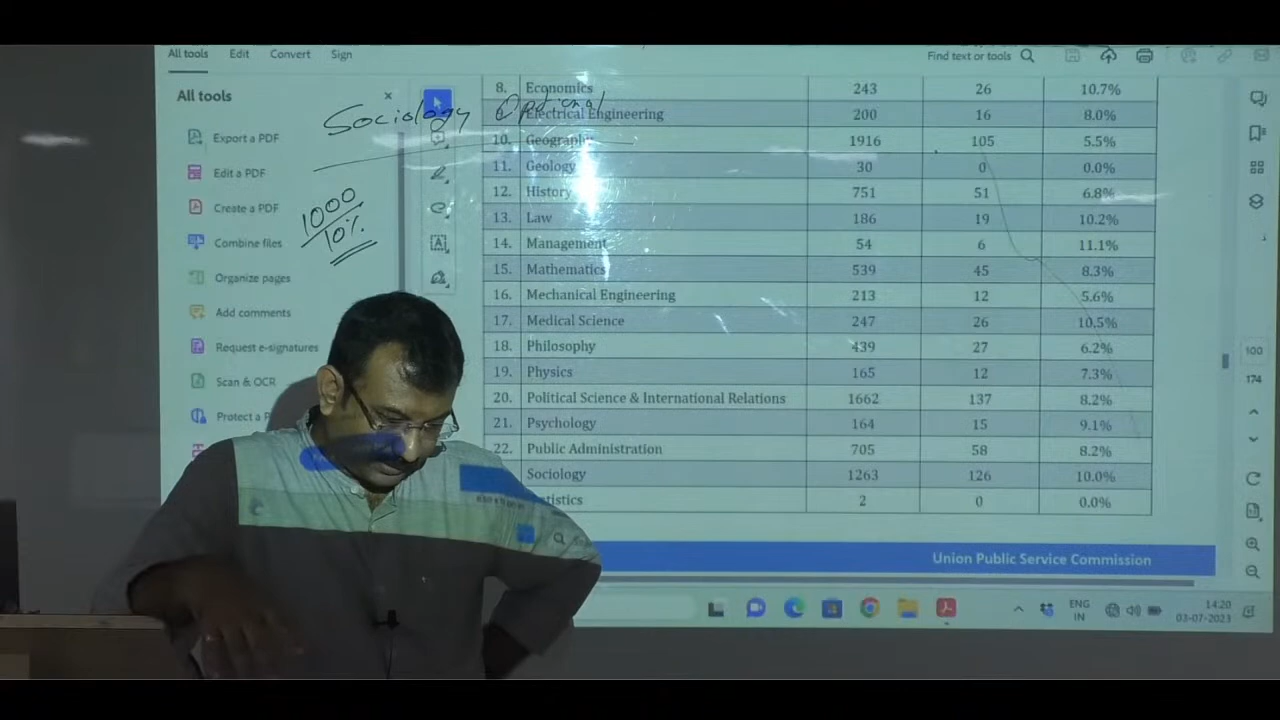 All tools Edit Convert Sign Find text or tools
All tools
Export a PDF
Edit a PDF
Create a PDF
Combine files
Organize pages
Add comments
Request e-signatures
Scan & OCR
Protect a
Sociology Optional
1000
10%
8. Economics 243 26 10.7%
Electrical Engineering 200 16 8.0%
10. Geography 1916 105 5.5%
11. Geology 30 0 0.0%
12. History 751 51 6.8%
13. Law 186 19 10.2%
14. Management 54 6 11.1%
15. Mathematics 539 45 8.3%
16. Mechanical Engineering 213 12 5.6%
17. Medical Science 247 26 10.5%
18. Philosophy 439 27 6.2%
19. Physics 165 12 7.3%
20. Political Science & International Relations 1662 137 8.2%
21. Psychology 164 15 9.1%
22. Public Administration 705 58 8.2%
Sociology 1263 126 10.0%
tistics 2 0 0.0%
Union Public Service Commission
100
174
ENG
IN
14:20
03-07-2023